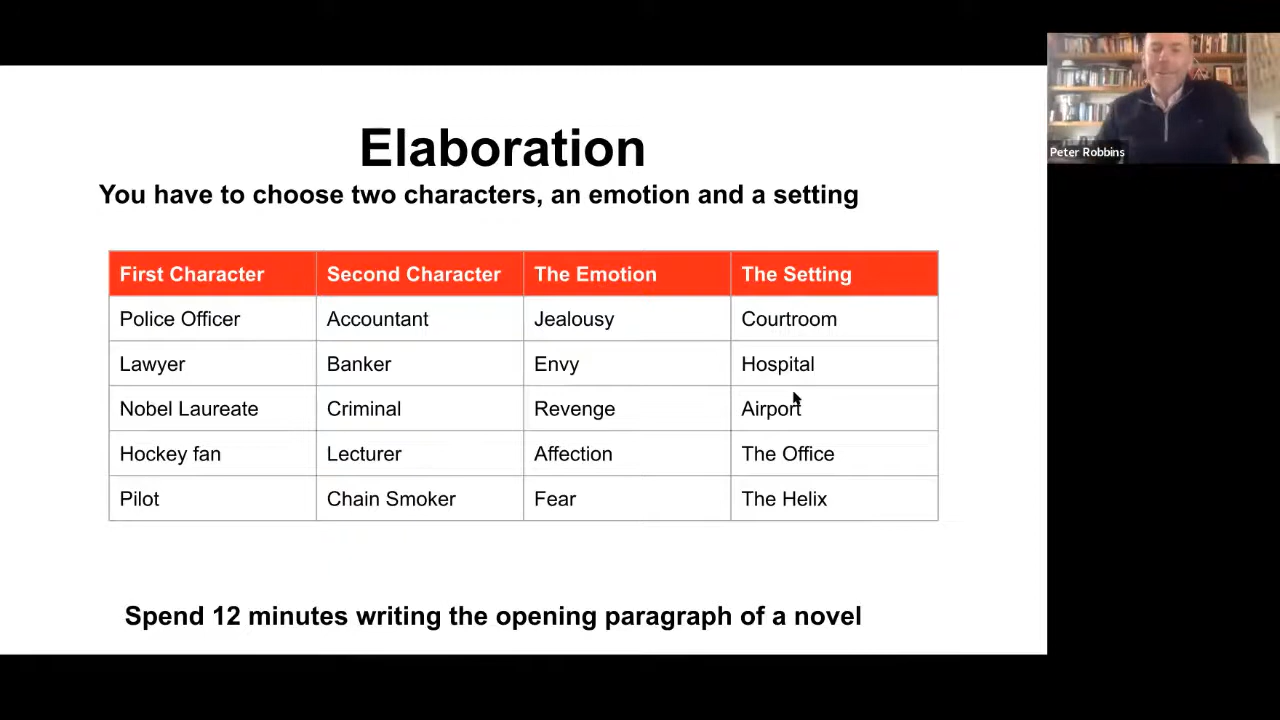 Elaboration
You have to choose two characters, an emotion and a setting
First Character Second Character The Emotion The Setting
Police Officer Accountant Jealousy Courtroom
Lawyer Banker Envy Hospital
Nobel Laureate Criminal Revenge Airport
Hockey fan Lecturer Affection The Office
Pilot Chain Smoker Fear The Helix
Spend 12 minutes writing the opening paragraph of a novel
Peter Robbins